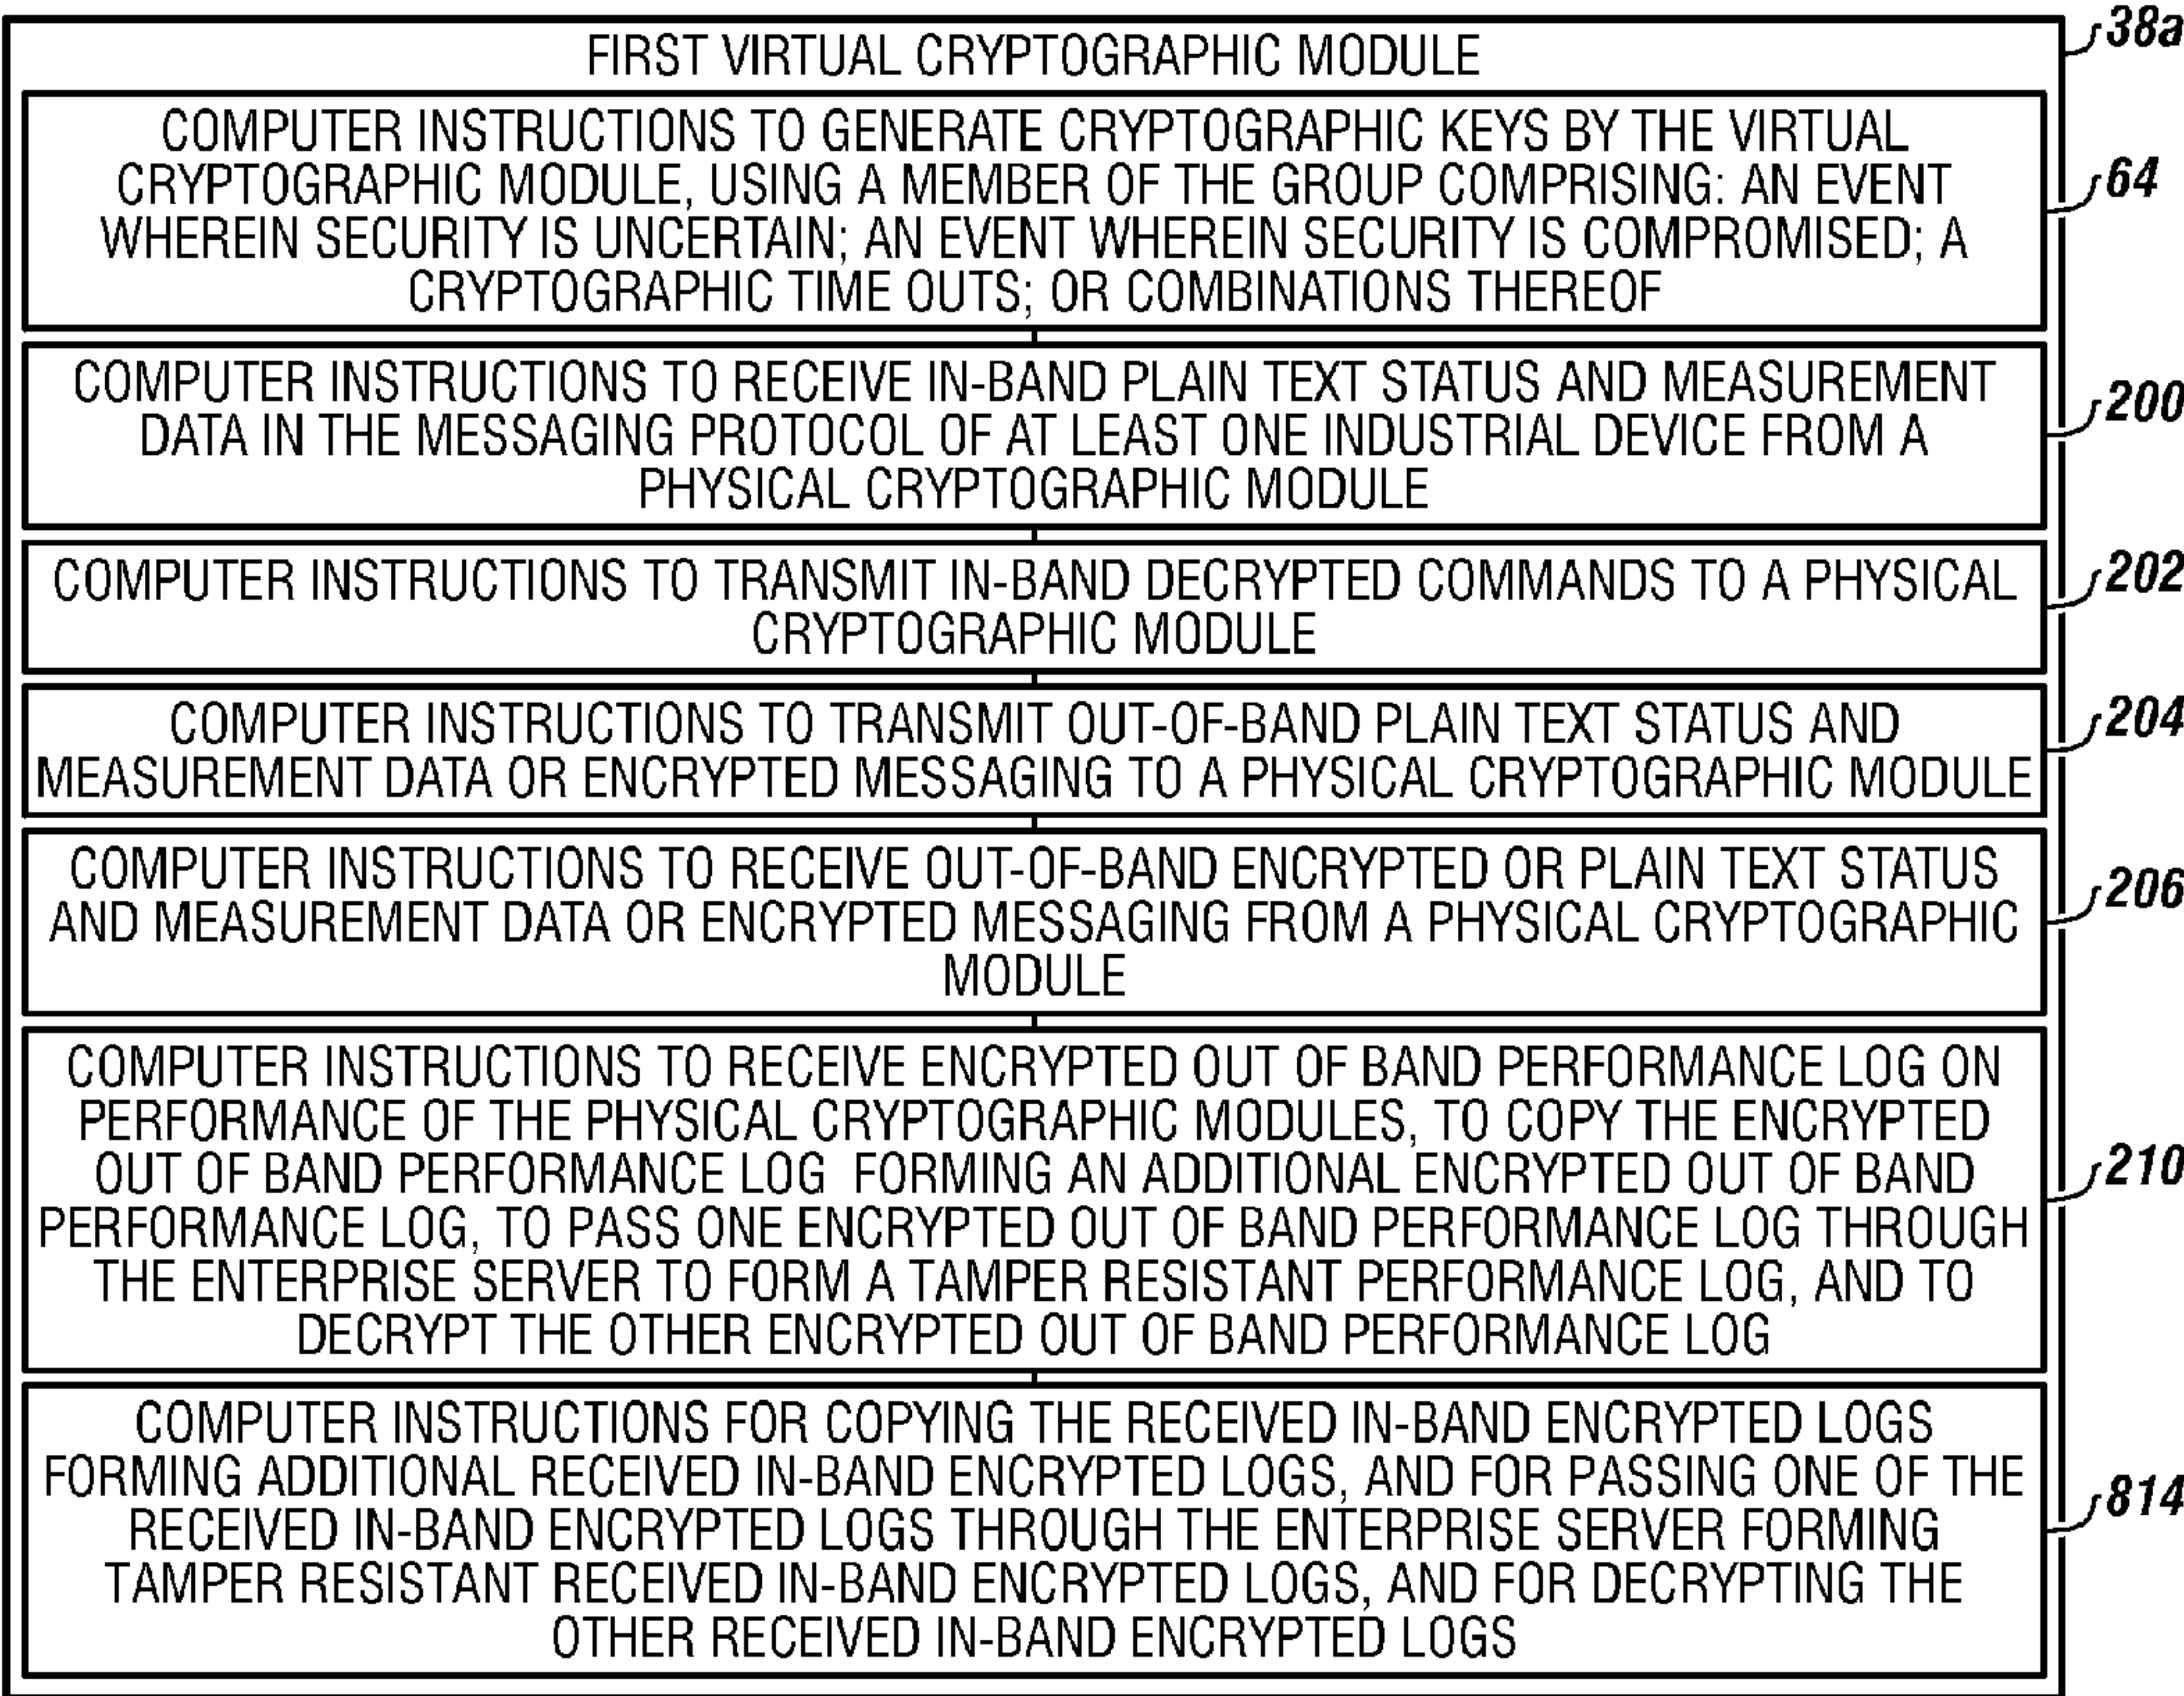 38a
FIRST VIRTUAL CRYPTOGRAPHIC MODULE
COMPUTER INSTRUCTIONS TO GENERATE CRYPTOGRAPHIC KEYS BY THE VIRTUAL
CRYPTOGRAPHIC MODULE, USING A MEMBER OF THE GROUP COMPRISING: AN EVENT
WHEREIN SECURITY IS UNCERTAIN; AN EVENT WHEREIN SECURITY IS COMPROMISED; A
CRYPTOGRAPHIC TIME OUTS; OR COMBINATIONS THEREOF
64
COMPUTER INSTRUCTIONS TO RECEIVE IN-BAND PLAIN TEXT STATUS AND MEASUREMENT
DATA IN THE MESSAGING PROTOCOL OF AT LEAST ONE INDUSTRIAL DEVICE FROM A
PHYSICAL CRYPTOGRAPHIC MODULE
200
COMPUTER INSTRUCTIONS TO TRANSMIT IN-BAND DECRYPTED COMMANDS TO A PHYSICAL
CRYPTOGRAPHIC MODULE
202
COMPUTER INSTRUCTIONS TO TRANSMIT OUT-OF-BAND PLAIN TEXT STATUS AND
MEASUREMENT DATA OR ENCRYPTED MESSAGING TO A PHYSICAL CRYPTOGRAPHIC MODULE
204
COMPUTER INSTRUCTIONS TO RECEIVE OUT-OF-BAND ENCRYPTED OR PLAIN TEXT STATUS
AND MEASUREMENT DATA OR ENCRYPTED MESSAGING FROM A PHYSICAL CRYPTOGRAPHIC
MODULE
206
COMPUTER INSTRUCTIONS TO RECEIVE ENCRYPTED OUT OF BAND PERFORMANCE LOG ON
PERFORMANCE OF THE PHYSICAL CRYPTOGRAPHIC MODULES, TO COPY THE ENCRYPTED
OUT OF BAND PERFORMANCE LOG FORMING AN ADDITIONAL ENCRYPTED OUT OF BAND
PERFORMANCE LOG, TO PASS ONE ENCRYPTED OUT OF BAND PERFORMANCE LOG THROUGH
THE ENTERPRISE SERVER TO FORM A TAMPER RESISTANT PERFORMANCE LOG, AND TO
DECRYPT THE OTHER ENCRYPTED OUT OF BAND PERFORMANCE LOG
210
COMPUTER INSTRUCTIONS FOR COPYING THE RECEIVED IN-BAND ENCRYPTED LOGS
FORMING ADDITIONAL RECEIVED IN-BAND ENCRYPTED LOGS, AND FOR PASSING ONE OF THE
RECEIVED IN-BAND ENCRYPTED LOGS THROUGH THE ENTERPRISE SERVER FORMING
TAMPER RESISTANT RECEIVED IN-BAND ENCRYPTED LOGS, AND FOR DECRYPTING THE
OTHER RECEIVED IN-BAND ENCRYPTED LOGS
814